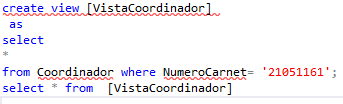 create view [VistaCoordinador]
as
select
*
from Coordinador where NumeroCarnet= '21051161';
select * from  [VistaCoordinador]